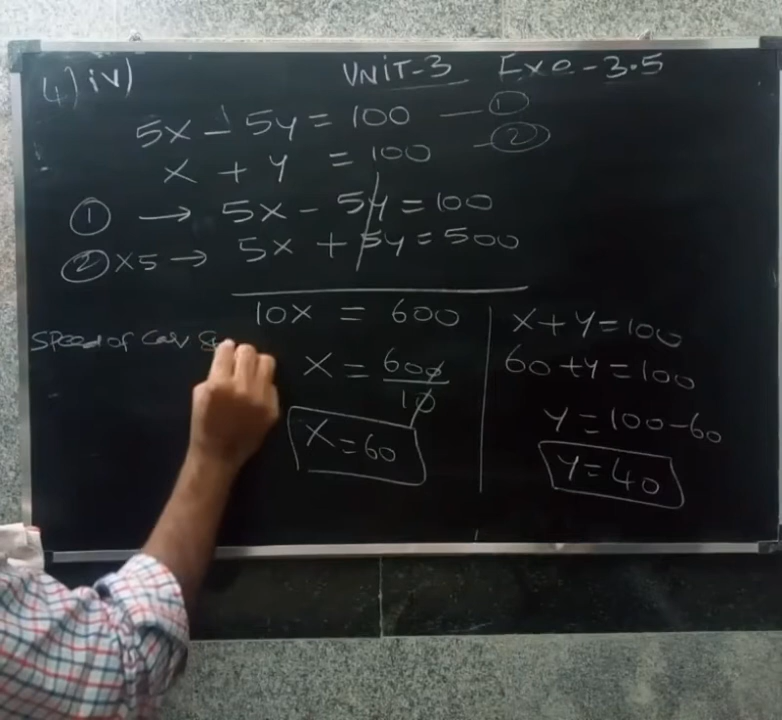 4) iv)
UNIT-3 Exe-3.5
5x - 5y = 100 — ①
x + y = 100 — ②
① → 5x - 5y = 100
② x5 → 5x + 5y = 500
10x = 600
speed of Car
x = 600/10
x = 60
x + y = 100
60 + y = 100
y = 100 - 60
y = 40